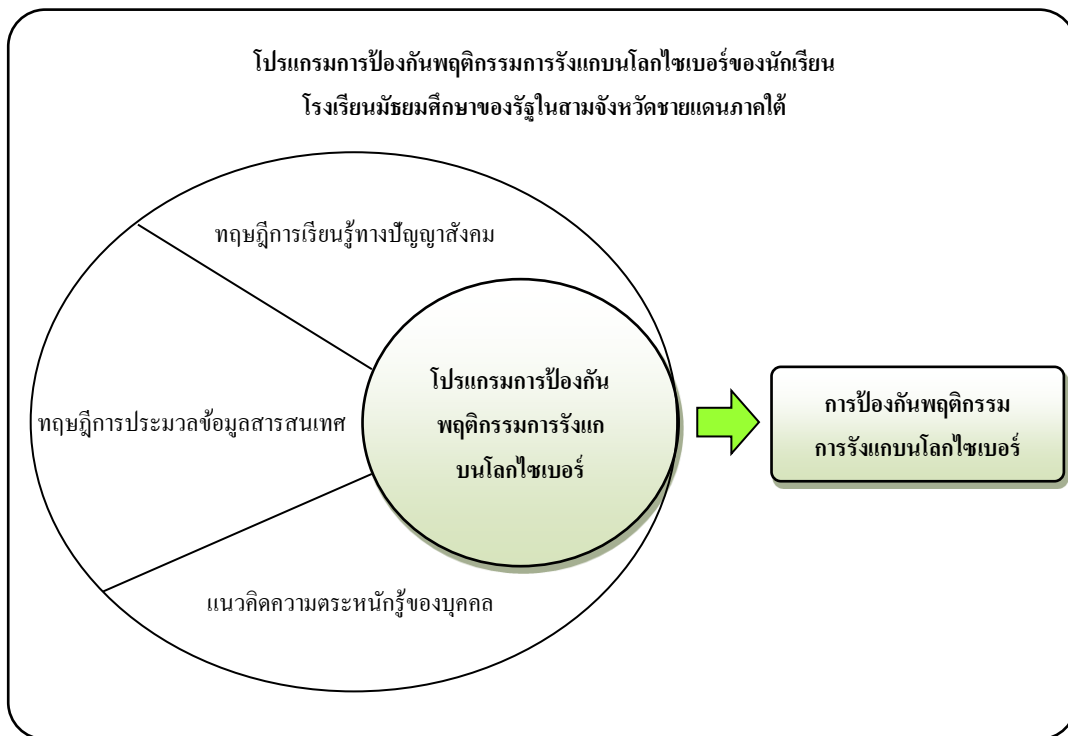 โปรแกรมการป้องกันพฤติกรรมการรังแกบนโลกไซเบอร์ของนักเรียน
โรงเรียนมัธยมศึกษาของรัฐในสามจังหวัดชายแดนภาคใต้
ทฤษฎีการเรียนรู้ทางปัญญาสังคม
ทฤษฎีการประมวลข้อมูลสารสนเทศ
แนวคิดความตระหนักรู้ของบุคคล
โปรแกรมการป้องกัน
พฤติกรรมการรังแก
บนโลกไซเบอร์
การป้องกันพฤติกรรม
การรังแกบนโลกไซเบอร์